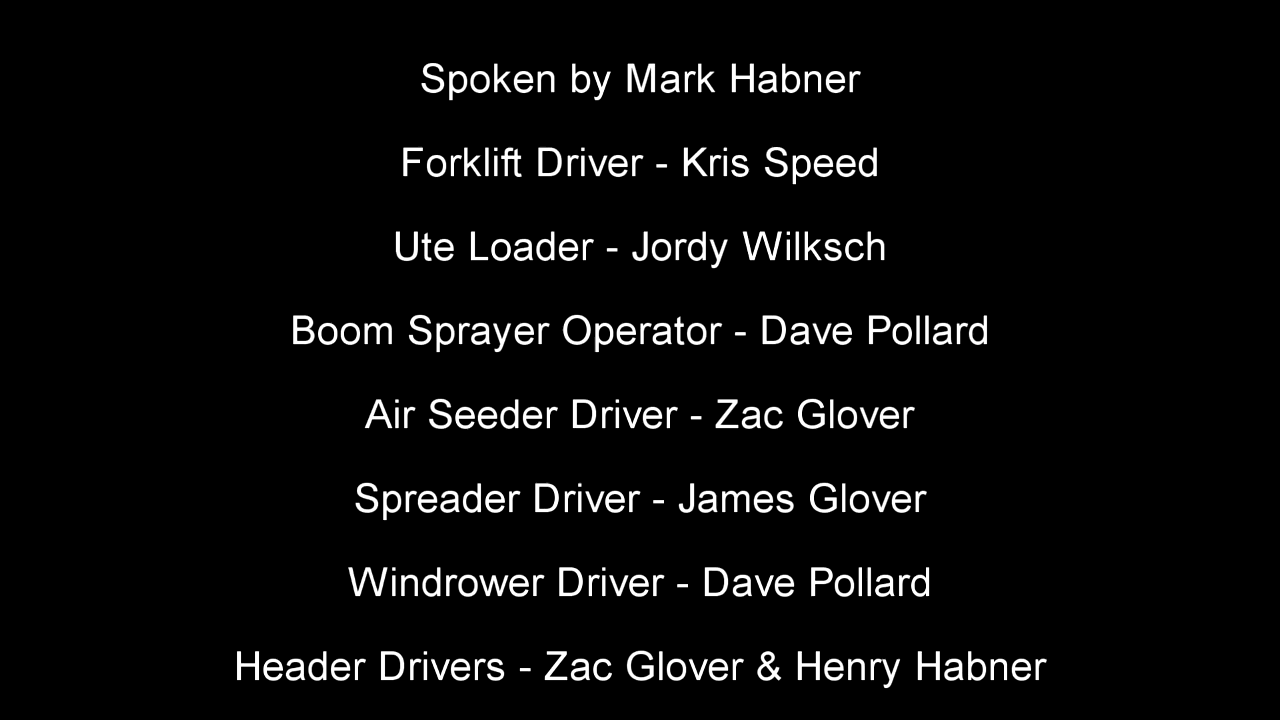 Spoken by Mark Habner
Forklift Driver - Kris Speed
Ute Loader - Jordy Wilksch
Boom Sprayer Operator - Dave Pollard
Air Seeder Driver - Zac Glover
Spreader Driver - James Glover
Windrower Driver - Dave Pollard
Header Drivers - Zac Glover & Henry Habner